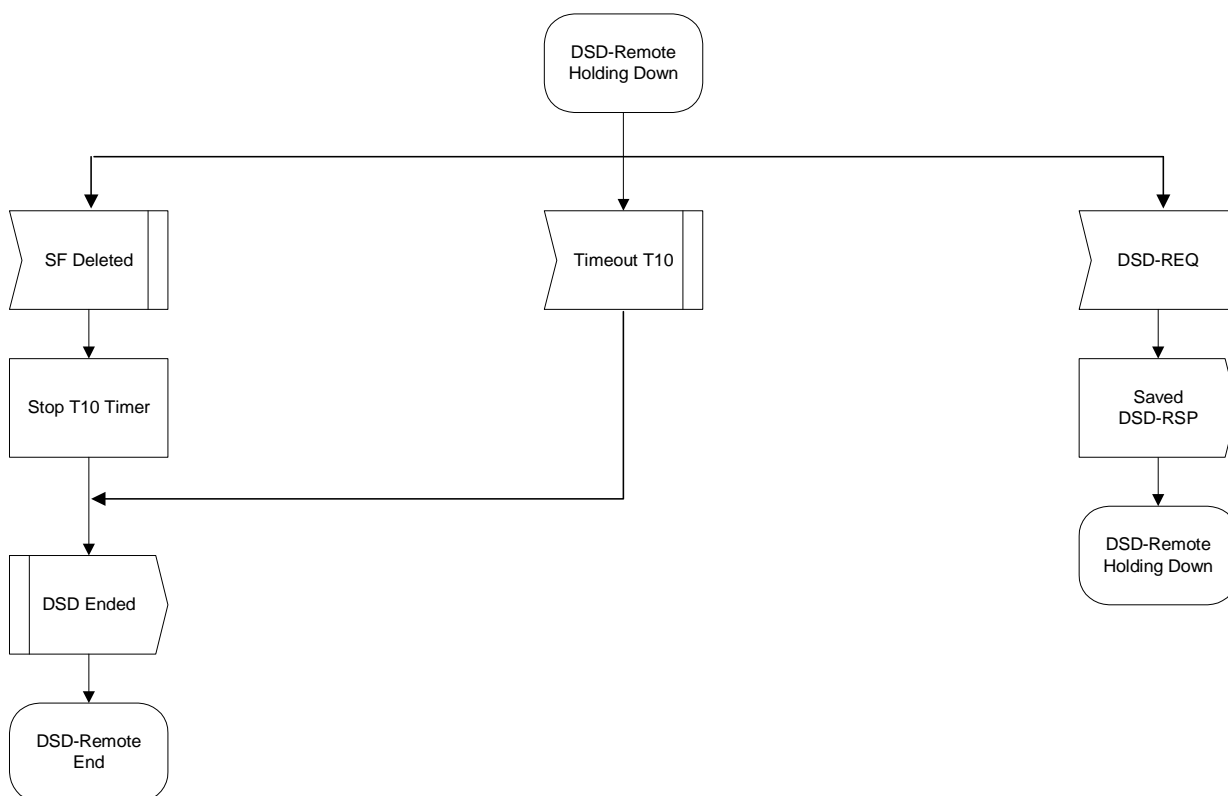 DSD-Remote
Holding Down
SF Deleted
Timeout T10
DSD-REQ
Stop T10 Timer
Saved
DSD-RSP
DSD-Remote
Holding Down
DSD Ended
DSD-Remote
End